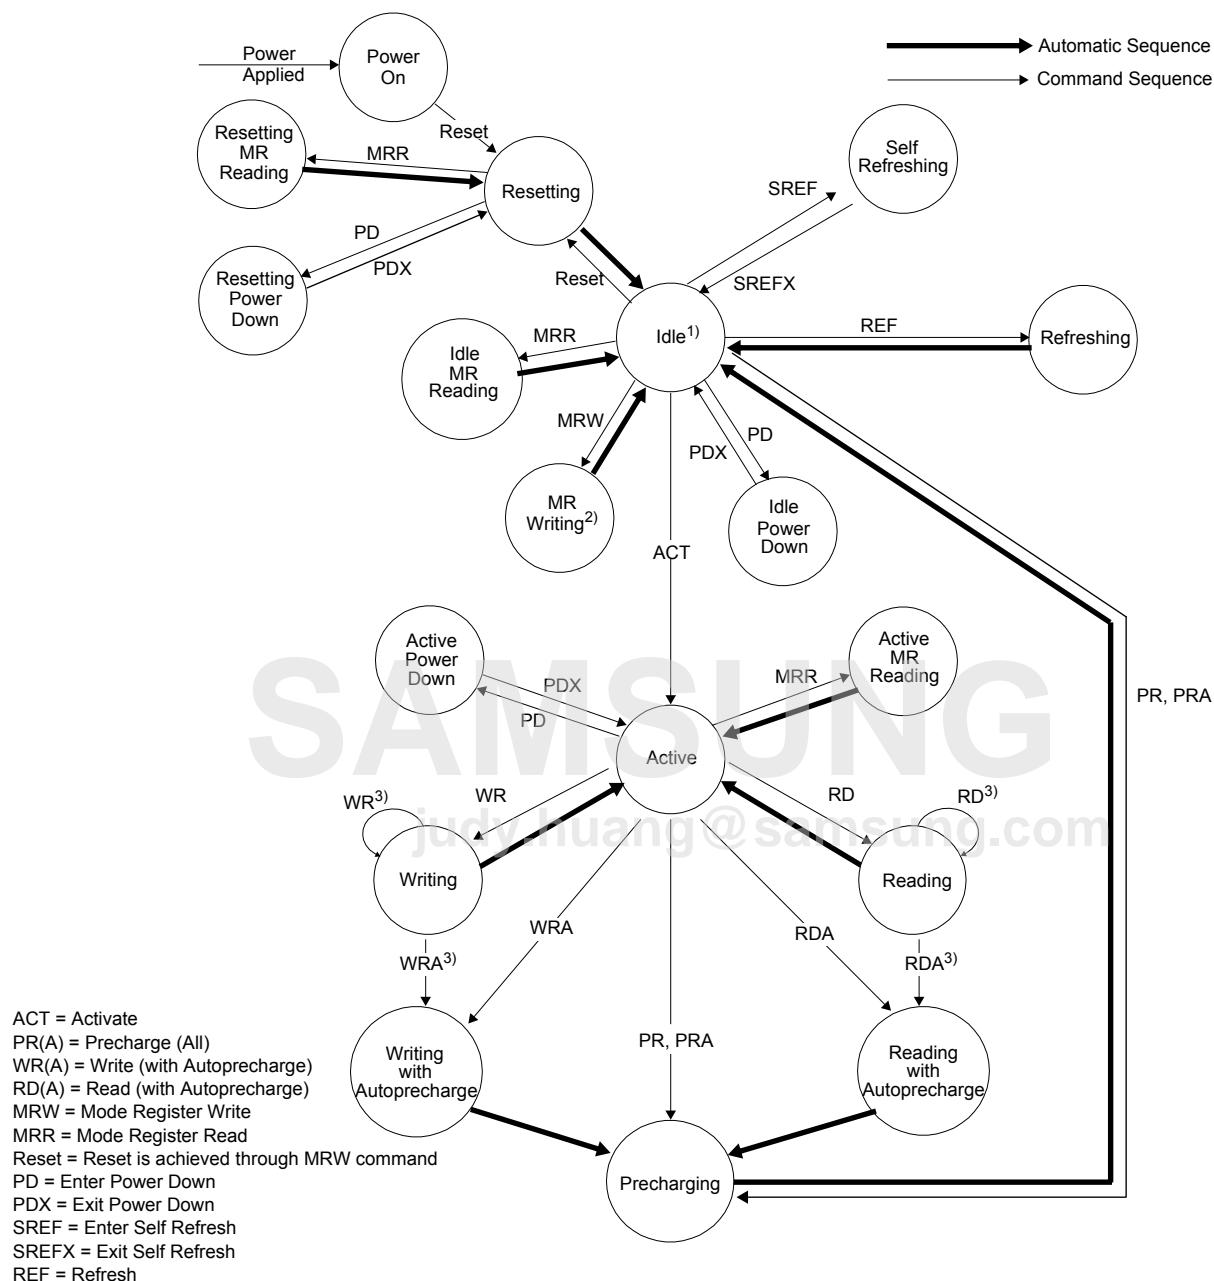 Power
Applied
Power
On
Automatic Sequence
Command Sequence
Reset
Resetting
MR
Reading
MRR
Resetting
Self
Refreshing
SREF
PD
PDX
Resetting
Power
Down
Reset
SREFX
Idle1)
MRR
REF
Refreshing
Idle
MR
Reading
MRW
PD
PDX
MR
Writing2)
Idle
Power
Down
ACT
Active
Power
Down
PDX
PD
MRR
Active
MR
Reading
PR, PRA
SAMSUNG
Active
WR3)
WR
RD
RD3)
judy.huang@samsung.com
Writing
Reading
WRA
RDA
WRA3)
RDA3)
Writing
with
Autoprecharge
PR, PRA
Reading
with
Autoprecharge
Precharging
ACT = Activate
PR(A) = Precharge (All)
WR(A) = Write (with Autoprecharge)
RD(A) = Read (with Autoprecharge)
MRW = Mode Register Write
MRR = Mode Register Read
Reset = Reset is achieved through MRW command
PD = Enter Power Down
PDX = Exit Power Down
SREF = Enter Self Refresh
SREFX = Exit Self Refresh
REF = Refresh